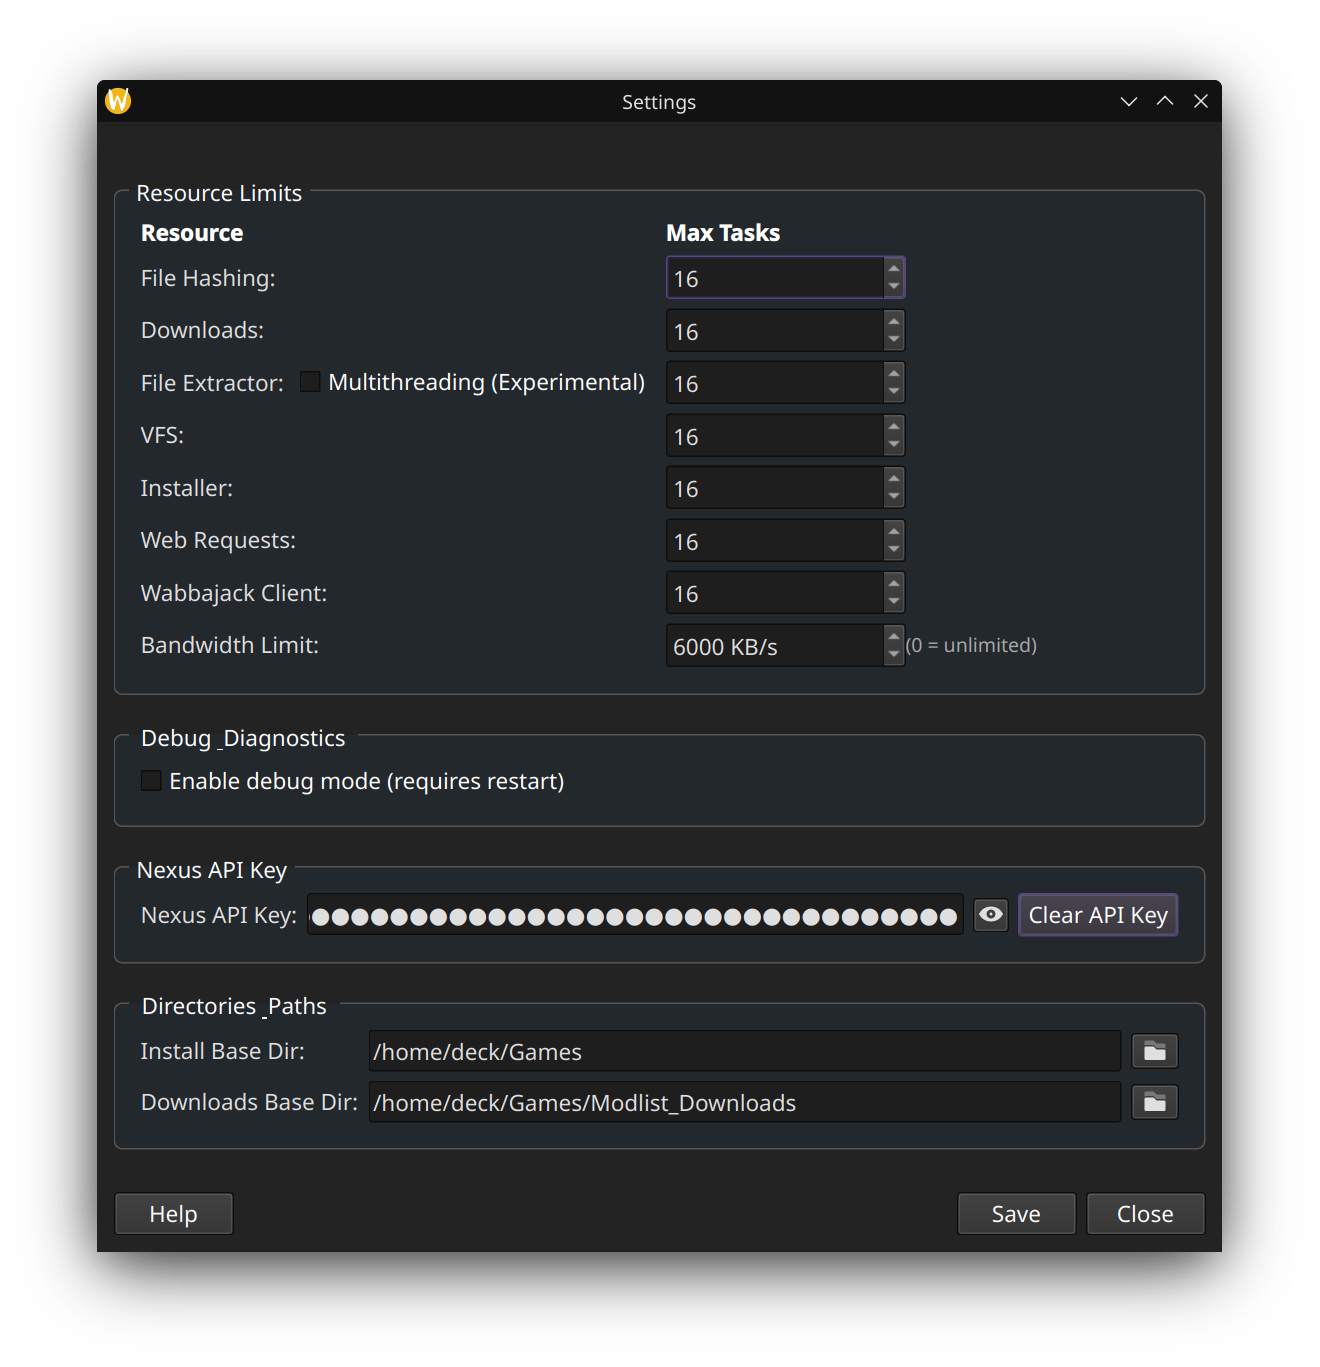 Settings
Resource Limits
Resource Max Tasks
File Hashing: 16
Downloads: 16
File Extractor: Multithreading (Experimental) 16
VFS: 16
Installer: 16
Web Requests: 16
Wabbajack Client: 16
Bandwidth Limit: 6000 KB/s (0 = unlimited)
Debug _Diagnostics
Enable debug mode (requires restart)
Nexus API Key
Nexus API Key: Clear API Key
Directories _Paths
Install Base Dir: /home/deck/Games
Downloads Base Dir: /home/deck/Games/Modlist_Downloads
Help Save Close